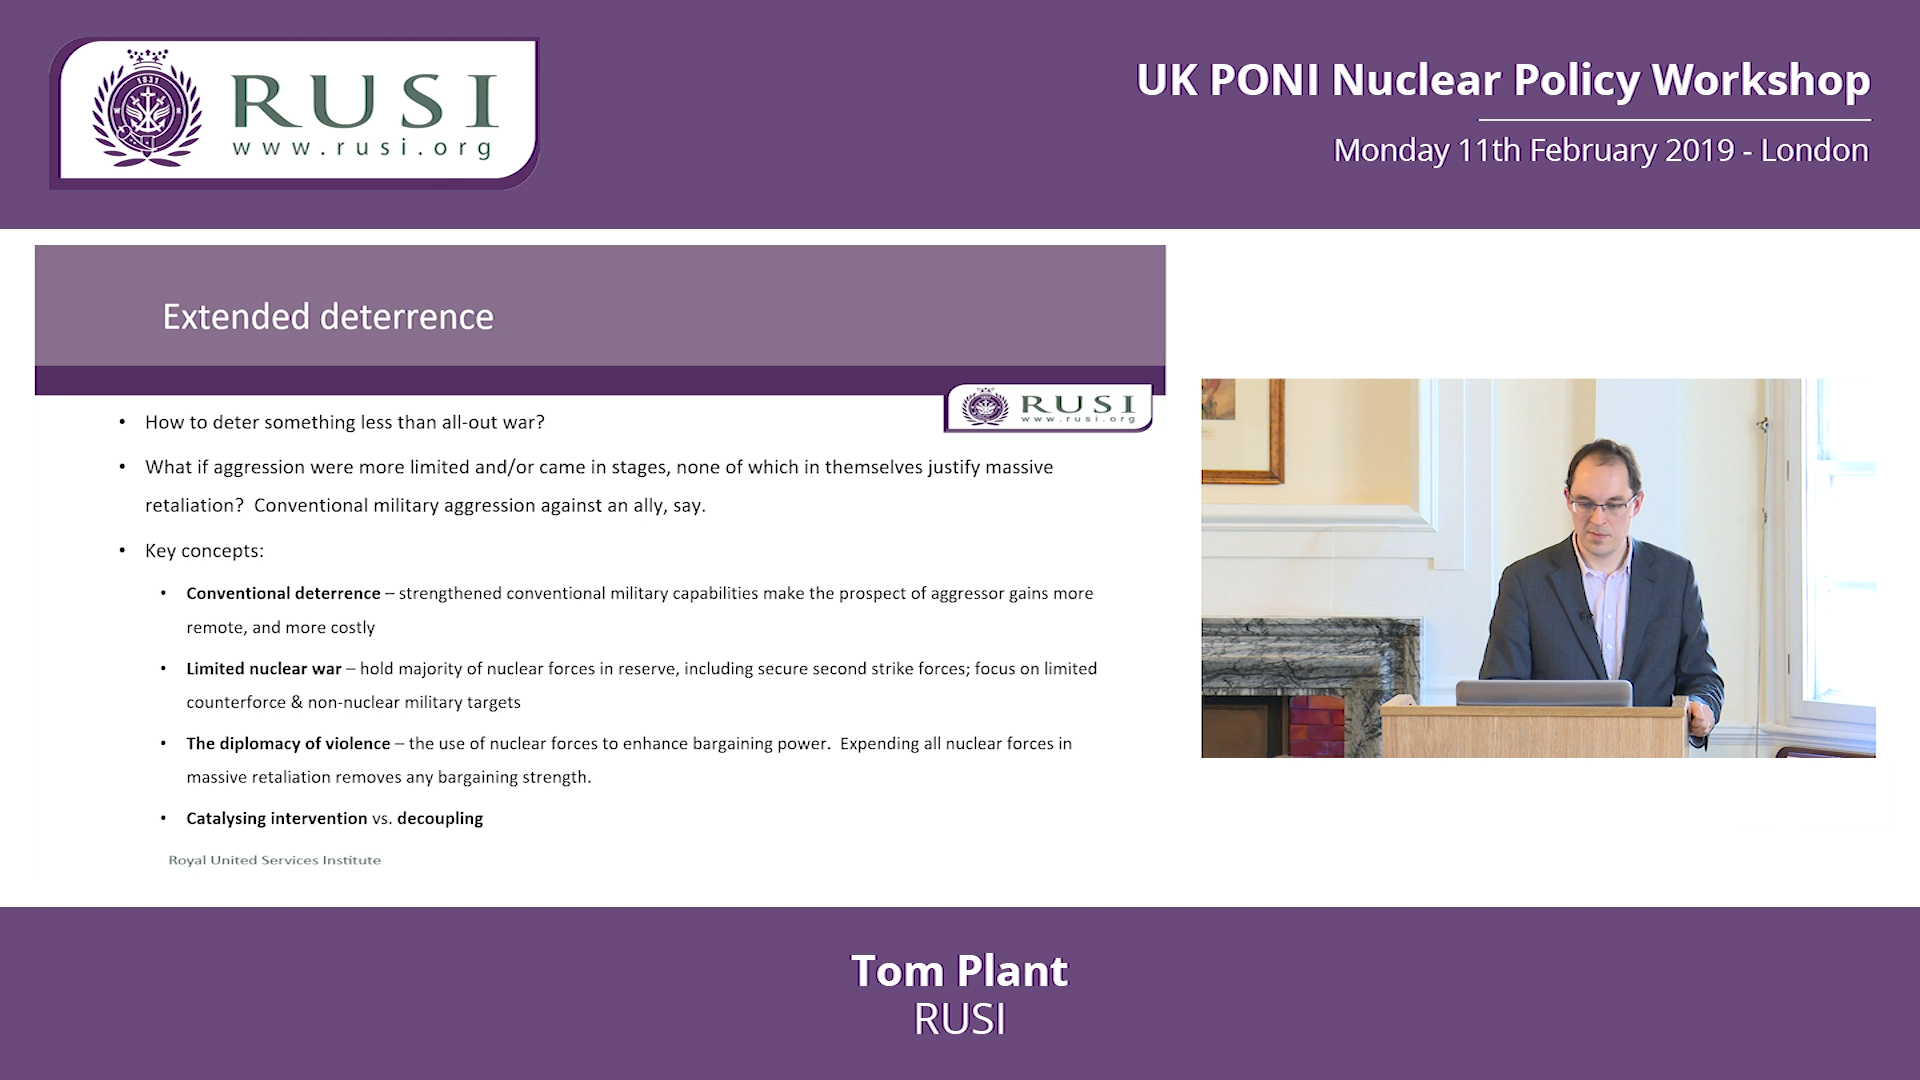 1831
RUSI
www.rusi.org
UK PONI Nuclear Policy Workshop
Monday 11th February 2019 - London
Extended deterrence
RUSI
www.rusi.org
• How to deter something less than all-out war?
• What if aggression were more limited and/or came in stages, none of which in themselves justify massive
retaliation?  Conventional military aggression against an ally, say.
• Key concepts:
• Conventional deterrence – strengthened conventional military capabilities make the prospect of aggressor gains more
remote, and more costly
• Limited nuclear war – hold majority of nuclear forces in reserve, including secure second strike forces; focus on limited
counterforce & non-nuclear military targets
• The diplomacy of violence – the use of nuclear forces to enhance bargaining power.  Expending all nuclear forces in
massive retaliation removes any bargaining strength.
• Catalysing intervention vs. decoupling
Royal United Services Institute
Tom Plant
RUSI